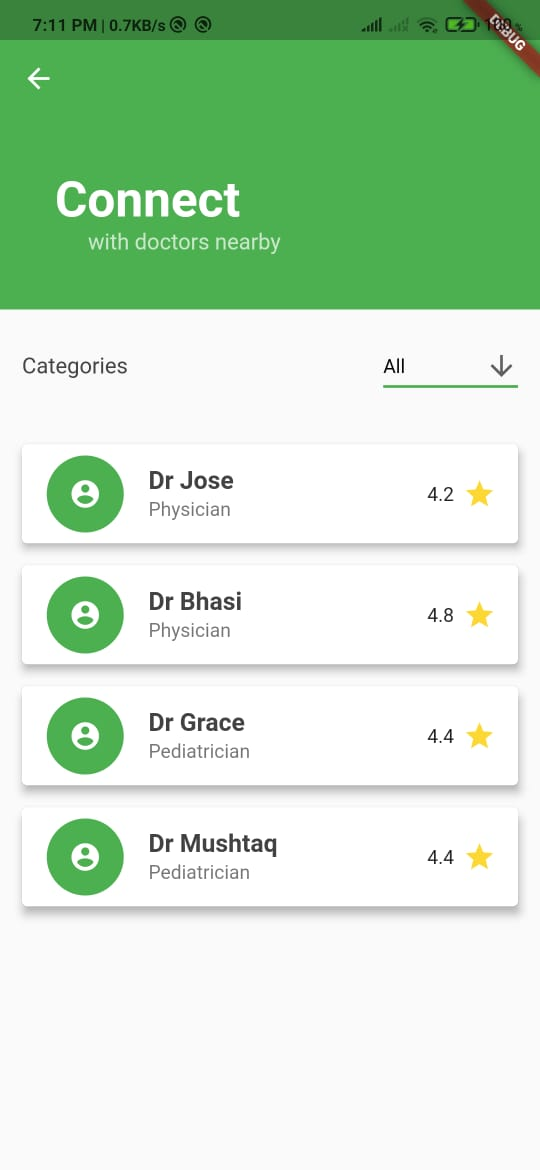 7:11 PM | 0.7KB/s
100%
DEBUG
Connect
with doctors nearby
Categories
All
Dr Jose
Physician
4.2
Dr Bhasi
Physician
4.8
Dr Grace
Pediatrician
4.4
Dr Mushtaq
Pediatrician
4.4